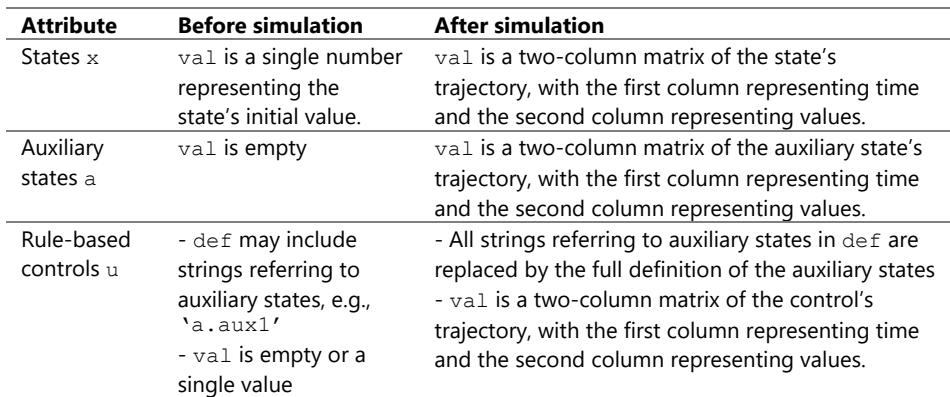 Attribute Before simulation After simulation
States x val is a single number val is a two-column matrix of the state's
representing the trajectory, with the first column representing time
state's initial value. and the second column representing values.
Auxiliary val is empty val is a two-column matrix of the auxiliary state's
states a trajectory, with the first column representing time
and the second column representing values.
Rule-based - def may include - All strings referring to auxiliary states in def are
controls u strings referring to replaced by the full definition of the auxiliary states
auxiliary states, e.g., - val is a two-column matrix of the control's
‘a.aux1’ trajectory, with the first column representing time
- val is empty or a and the second column representing values.
single value